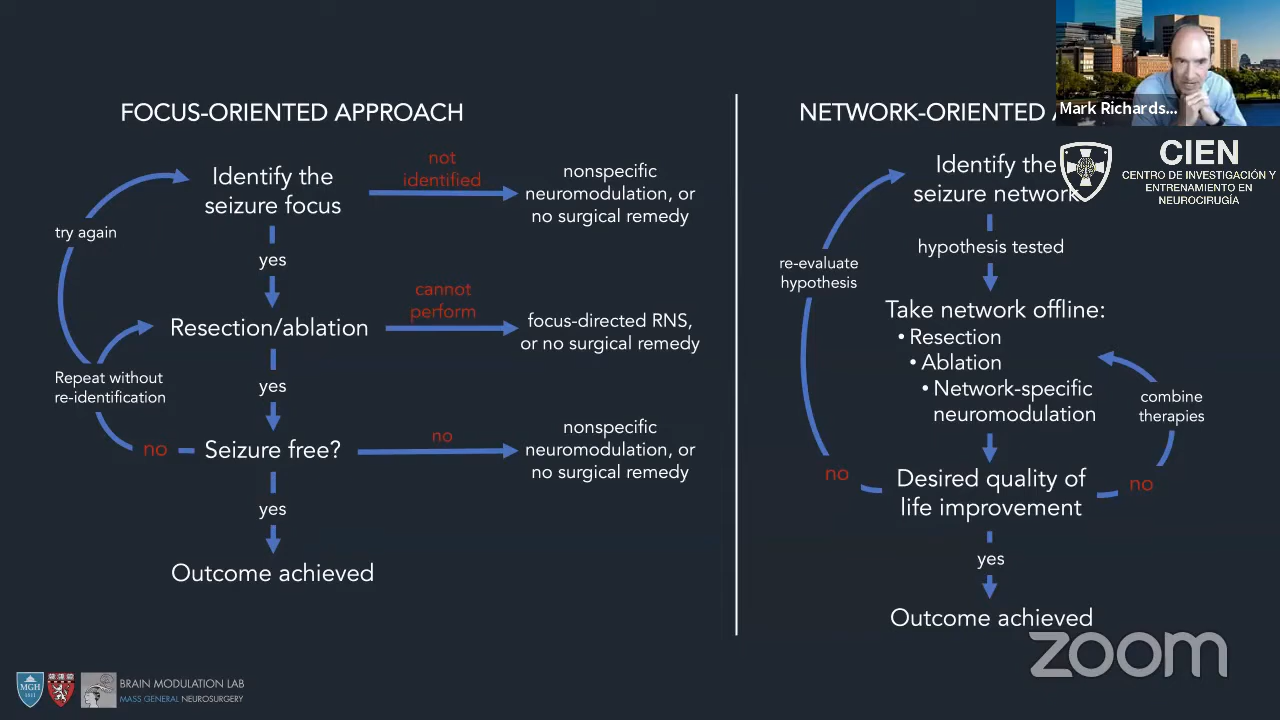 FOCUS-ORIENTED APPROACH
Identify the
seizure focus
not
identified
nonspecific
neuromodulation, or
no surgical remedy
try again
yes
Resection/ablation
cannot
perform
focus-directed RNS,
or no surgical remedy
Repeat without
re-identification
yes
no
Seizure free?
no
nonspecific
neuromodulation, or
no surgical remedy
yes
Outcome achieved
NETWORK-ORIENTED
Identify the
seizure network
hypothesis tested
re-evaluate
hypothesis
Take network offline:
• Resection
• Ablation
• Network-specific
neuromodulation
combine
therapies
no
Desired quality of
life improvement
no
yes
Outcome achieved
Mark Richards...
CIEN
CENTRO DE INVESTIGACIÓN Y
ENTRENAMIENTO EN
NEUROCIRUGÍA
zoom
MGH
1811
BRAIN MODULATION LAB
MASS GENERAL NEUROSURGERY